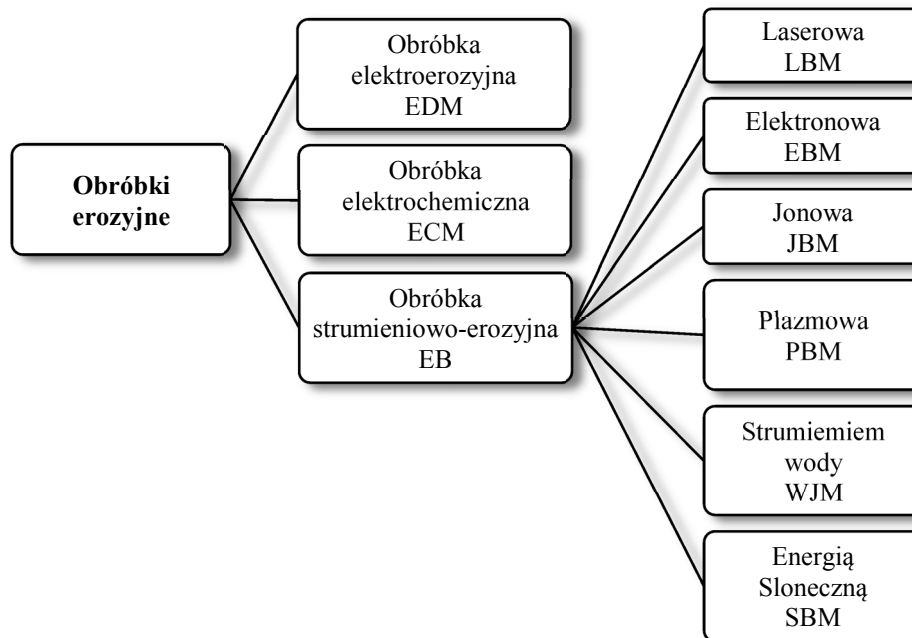 Obróbki
erozyjne
Obróbka
elektroerozyjna
EDM
Obróbka
elektrochemiczna
ECM
Obróbka
strumieniowo-erozyjna
EB
Laserowa
LBM
Elektronowa
EBM
Jonowa
JBM
Plazmowa
PBM
Strumiemiem
wody
WJM
Energią
Sloneczną
SBM